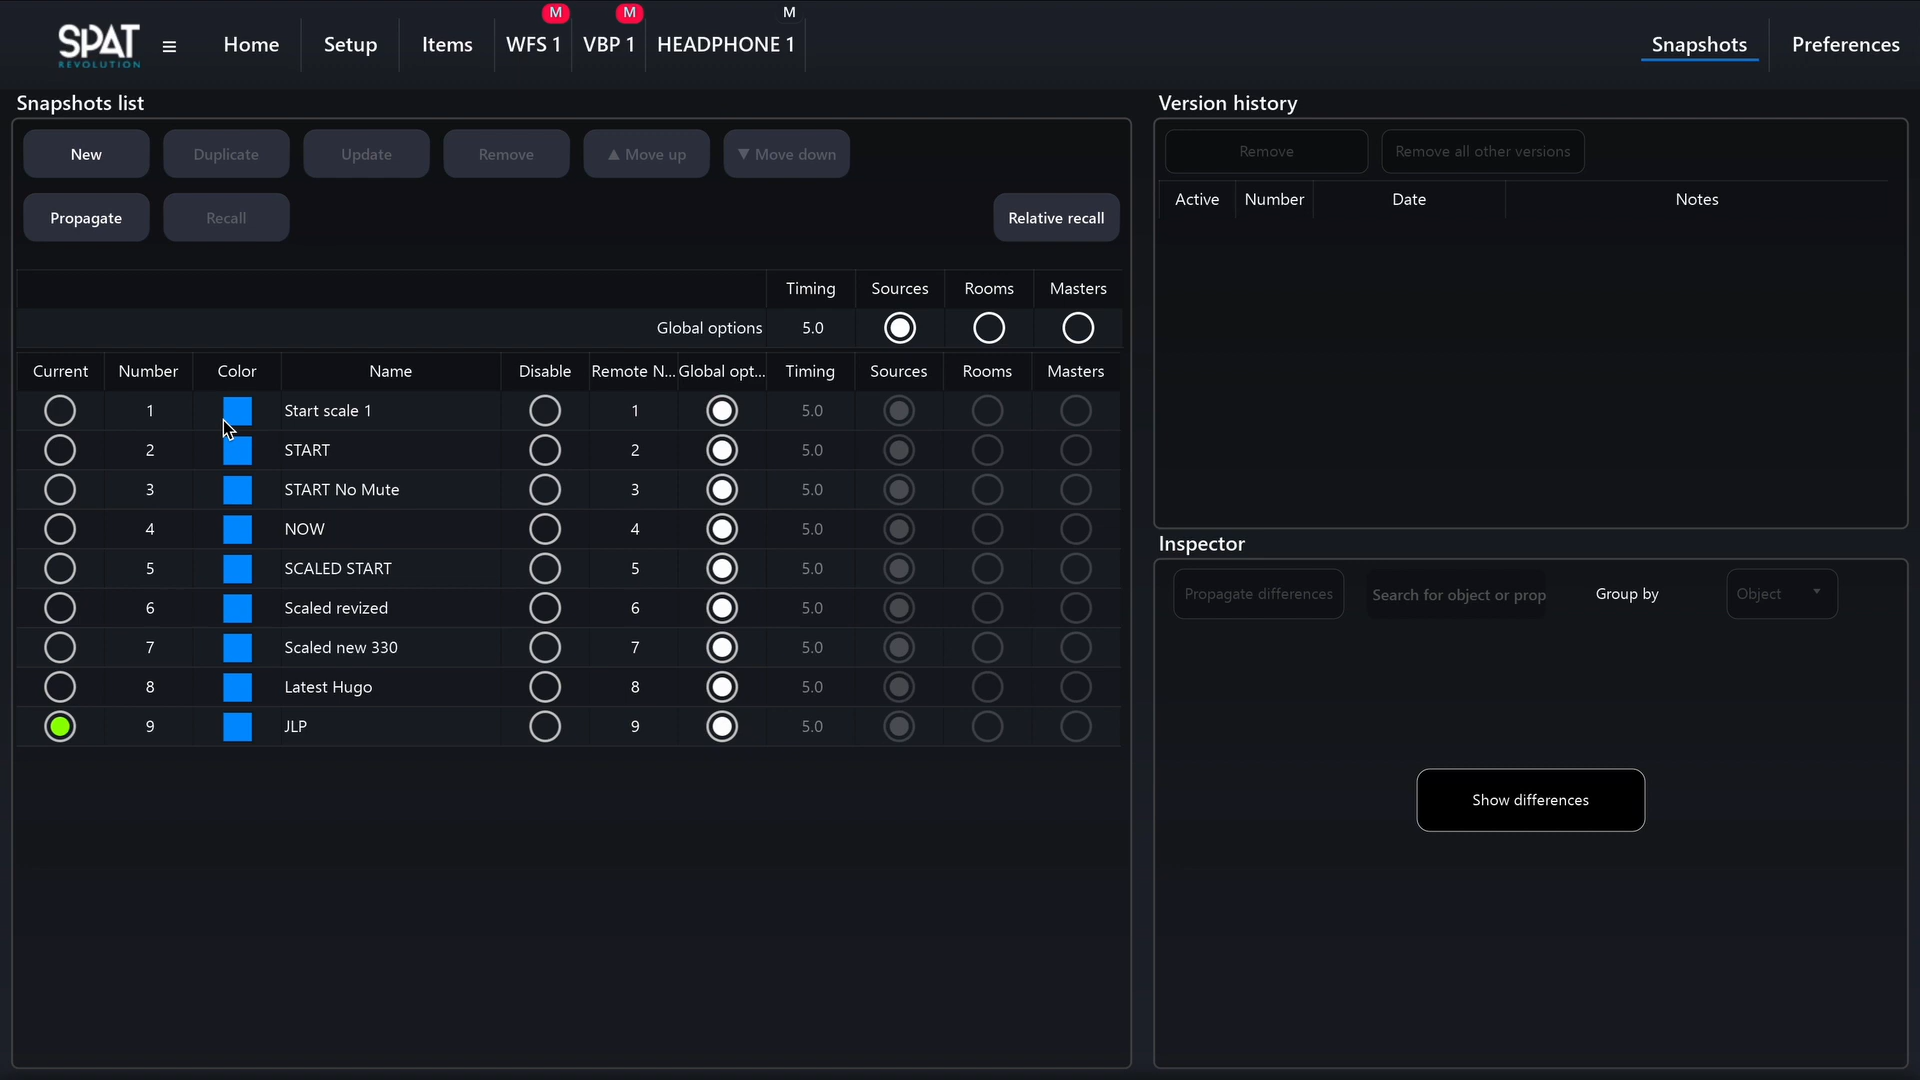 M M M
SPAT REVOLUTION ≡ Home Setup Items WFS 1 VBP 1 HEADPHONE 1 Snapshots Preferences
Snapshots list
New Duplicate Update Remove ▲ Move up ▼ Move down
Propagate Recall Relative recall
Timing Sources Rooms Masters
Global options 5.0
Current Number Color Name Disable Remote N... Global opt... Timing Sources Rooms Masters
1 Start scale 1 1 5.0
2 START 2 5.0
3 START No Mute 3 5.0
4 NOW 4 5.0
5 SCALED START 5 5.0
6 Scaled revized 6 5.0
7 Scaled new 330 7 5.0
8 Latest Hugo 8 5.0
9 JLP 9 5.0
Version history
Remove Remove all other versions
Active Number Date Notes
Inspector
Propagate differences Search for object or prop Group by Object
Show differences